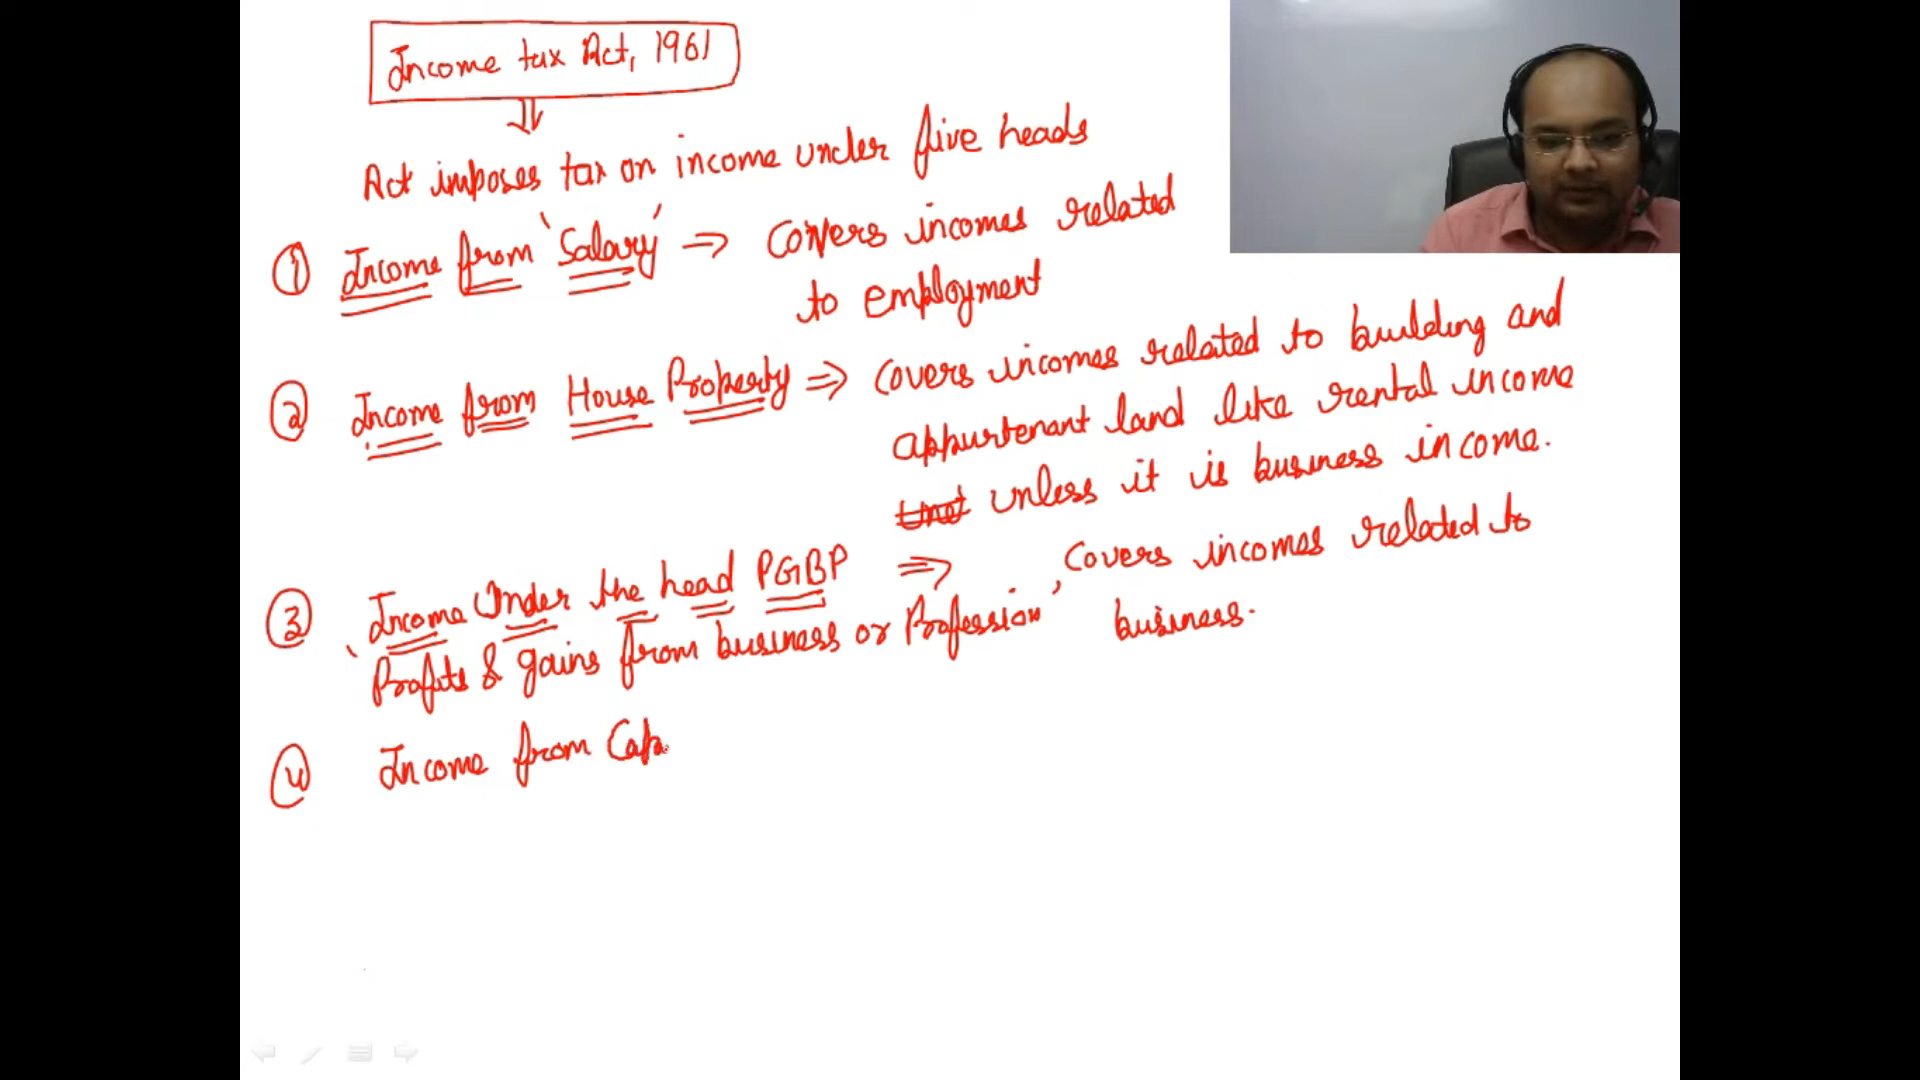 Income tax Act, 1961
Act imposes tax on income under five heads
① Income from 'Salary' ⇒ Covers incomes related
to employment
② Income from House Property ⇒ Covers incomes related to building and
appurtenant land like rental income
unless it is business income.
③ Income Under the head PGBP ⇒ Covers incomes related to
'Profits & gains from business or Profession' business.
④ Income from Cap